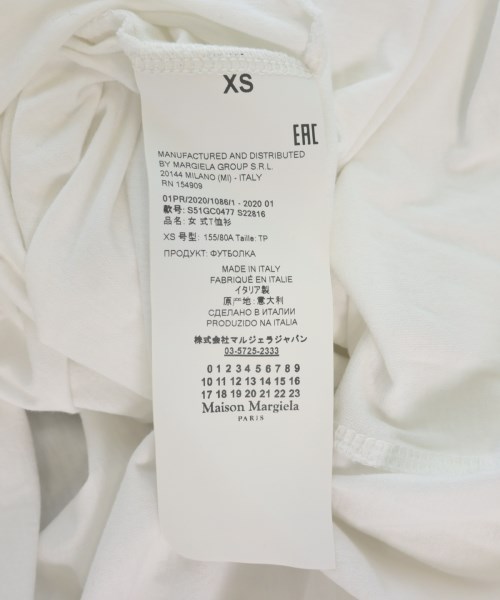 XS
EAC
MANUFACTURED AND DISTRIBUTED
BY MARGIELA GROUP S.R.L.
20144 MILANO (MI) - ITALY
RN 154909
01PR/2020/1086/1 - 2020 01
款号: S51GC0477 S22816
品名: 女 式T恤衫
XS 号型: 155/80A Taille: TP
ПРОДУКТ: ФУТБОЛКА
MADE IN ITALY
FABRIQUÉ EN ITALIE
イタリア製
原产地: 意大利
СДЕЛАНО В ИТАЛИИ
PRODUZIDO NA ITALIA
株式会社マルジェラジャパン
03-5725-2333
0 1 2 3 4 5 6 7 8 9
10 11 12 13 14 15 16
17 18 19 20 21 22 23
Maison Margiela
PARIS